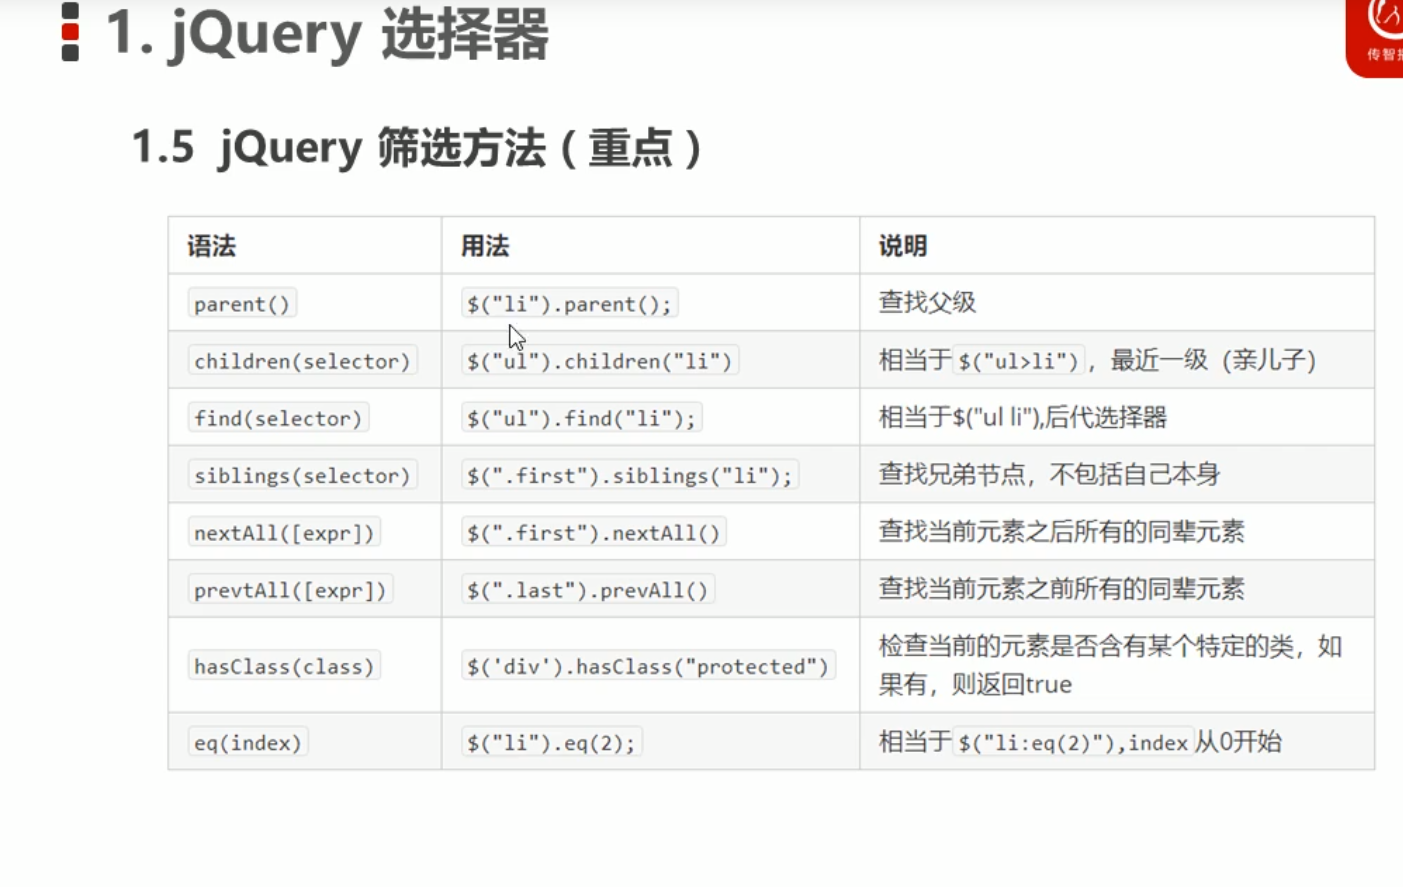 1. jQuery 选择器
传智播
1.5 jQuery 筛选方法（重点）
语法 用法 说明
parent() $("li").parent(); 查找父级
children(selector) $("ul").children("li") 相当于$("ul>li")，最近一级（亲儿子）
find(selector) $("ul").find("li"); 相当于$("ul li"),后代选择器
siblings(selector) $(".first").siblings("li"); 查找兄弟节点，不包括自己本身
nextAll([expr]) $(".first").nextAll() 查找当前元素之后所有的同辈元素
prevtAll([expr]) $(".last").prevAll() 查找当前元素之前所有的同辈元素
hasClass(class) $('div').hasClass("protected") 检查当前的元素是否含有某个特定的类，如
果有，则返回true
eq(index) $("li").eq(2); 相当于$("li:eq(2)"),index从0开始